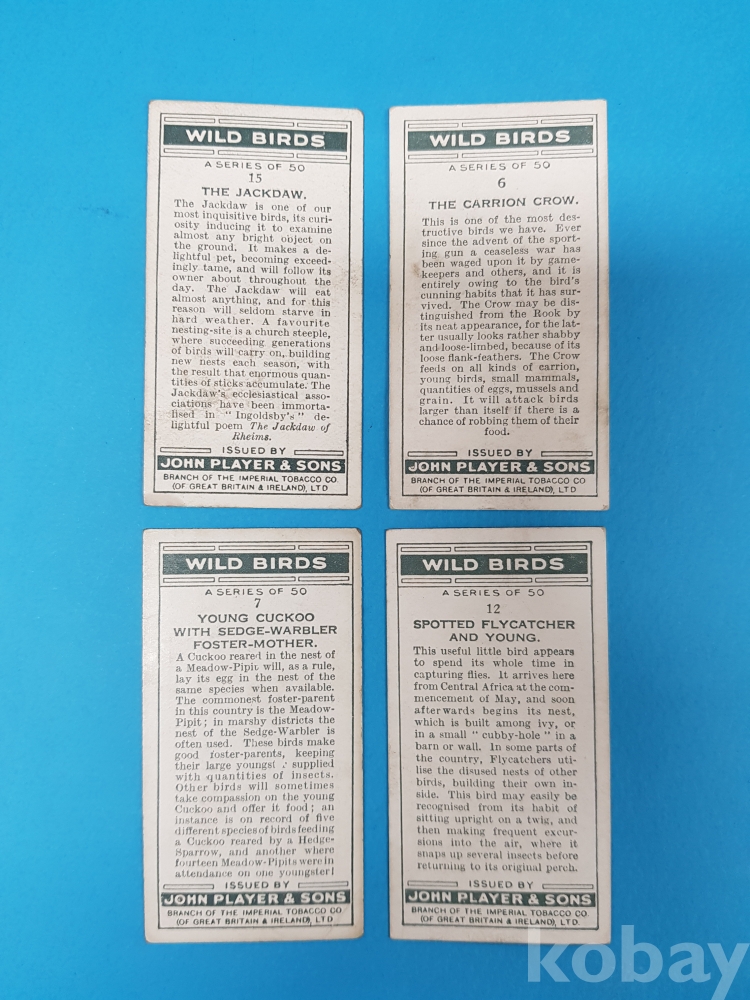 WILD BIRDS
A SERIES OF 50
15
THE JACKDAW.
The Jackdaw is one of our
most inquisitive birds, its curi-
osity inducing it to examine
almost any bright object on
the ground. It makes a de-
lightful pet, becoming exceed-
ingly tame, and will follow its
owner about throughout the
day. The Jackdaw will eat
almost anything, and for this
reason will seldom starve in
hard weather. A favourite
nesting-site is a church steeple,
where succeeding generations
of birds will carry on, building
new nests each season, with
the result that enormous quan-
tities of sticks accumulate. The
Jackdaw's ecclesiastical asso-
ciations have been immorta-
lised in "Ingoldsby's" de-
lightful poem The Jackdaw of
Rheims.
ISSUED BY
JOHN PLAYER & SONS
BRANCH OF THE IMPERIAL TOBACCO CO.
(OF GREAT BRITAIN & IRELAND), LTD
WILD BIRDS
A SERIES OF 50
6
THE CARRION CROW.
This is one of the most des-
tructive birds we have. Ever
since the advent of the sport-
ing gun a ceaseless war has
been waged upon it by game-
keepers and others, and it is
entirely owing to the bird's
cunning habits that it has sur-
vived. The Crow may be dis-
tinguished from the Rook by
its neat appearance, for the lat-
ter usually looks rather shabby
and loose-limbed, because of its
loose flank-feathers. The Crow
feeds on all kinds of carrion,
young birds, small mammals,
quantities of eggs, mussels and
grain. It will attack birds
larger than itself if there is a
chance of robbing them of their
food.
ISSUED BY
JOHN PLAYER & SONS
BRANCH OF THE IMPERIAL TOBACCO CO.
(OF GREAT BRITAIN & IRELAND), LTD
WILD BIRDS
A SERIES OF 50
7
YOUNG CUCKOO
WITH SEDGE-WARBLER
FOSTER-MOTHER.
A Cuckoo reared in the nest of
a Meadow-Pipit will, as a rule,
lay its egg in the nest of the
same species when available.
The commonest foster-parent
in this country is the Meadow-
Pipit; in marshy districts the
nest of the Sedge-Warbler is
often used. These birds make
good foster-parents, keeping
their large supplied
with quantities of insects.
Other birds will sometimes
take compassion on the young
Cuckoo and offer it food; an
instance is on record of five
different species of birds feeding
a Cuckoo reared by a Hedge-
Sparrow, and another where
fourteen Meadow-Pipits were in
attendance on one youngster!
ISSUED BY
JOHN PLAYER & SONS
BRANCH OF THE IMPERIAL TOBACCO CO.
(OF GREAT BRITAIN & IRELAND), LTD
WILD BIRDS
A SERIES OF 50
12
SPOTTED FLYCATCHER
AND YOUNG.
This useful little bird appears
to spend its whole time in
capturing flies. It arrives here
from Central Africa at the com-
mencement of May, and soon
afterwards begins its nest,
which is built among ivy, or
in a small "cubby-hole" in a
barn or wall. In some parts of
the country, Flycatchers uti-
lise the disused nests of other
birds, building their own in-
side. This bird may easily be
recognised from its habit of
sitting upright on a twig, and
then making frequent excur-
sions into the air, where it
snaps up several insects before
returning to its original perch.
ISSUED BY
JOHN PLAYER & SONS
BRANCH OF THE IMPERIAL TOBACCO CO.
(OF GREAT BRITAIN & IRELAND), LTD
kobay